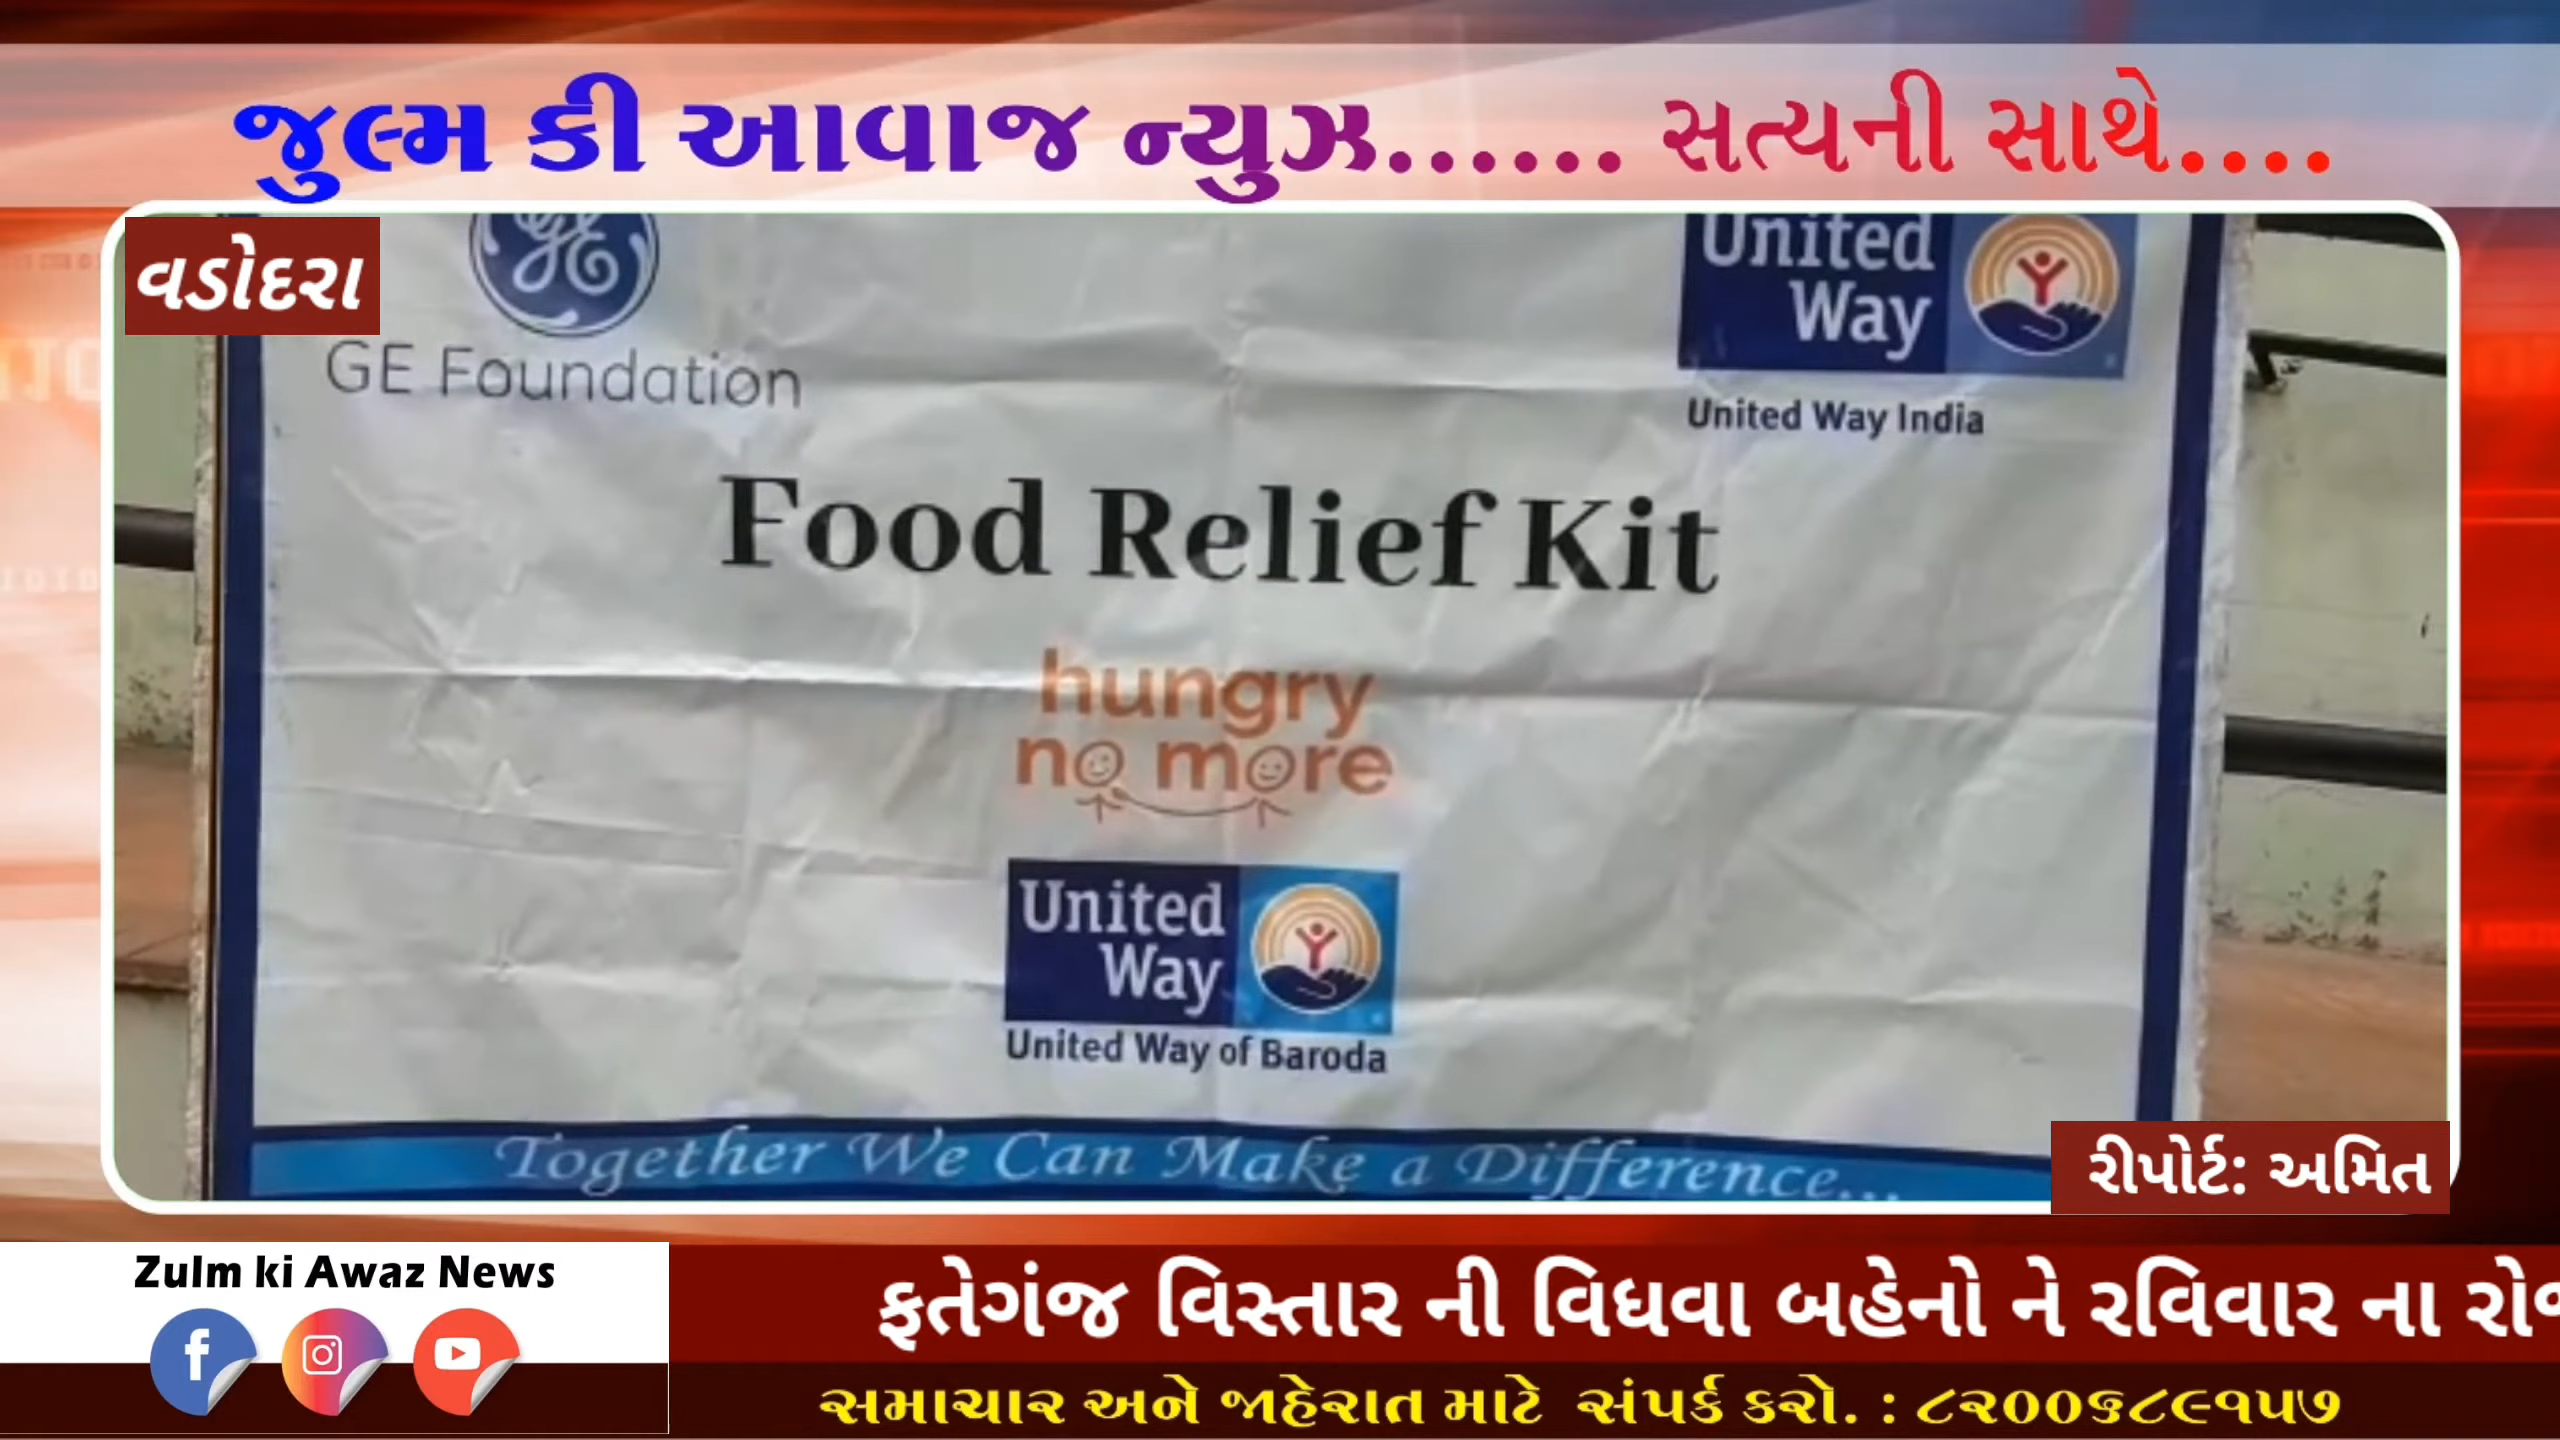 જુલ્મ કી આવાજ ન્યુઝ...... સત્યની સાથે....
વડોદરા
GE
GE Foundation
United
Way
United Way India
Food Relief Kit
hungry
no more
United
Way
United Way of Baroda
Together We Can Make a Difference...
રીપોર્ટ: અમિત
Zulm ki Awaz News
ફતેગંજ વિસ્તાર ની વિધવા બહેનો ને રવિવાર ના
સમાચાર અને જાહેરાત માટે સંપર્ક કરો. : ૮૨૦૦૬૮૯૧૫૭